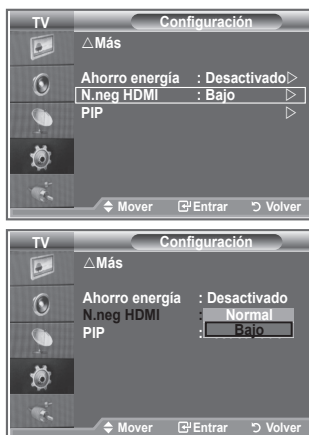 TV Configuración
△Más
Ahorro energía : Desactivado▷
N.neg HDMI : Bajo ▷
PIP ▷
Mover Entrar Volver
TV Configuración
△Más
Ahorro energía : Desactivado
N.neg HDMI : Normal
PIP : Bajo
Mover Entrar Volver